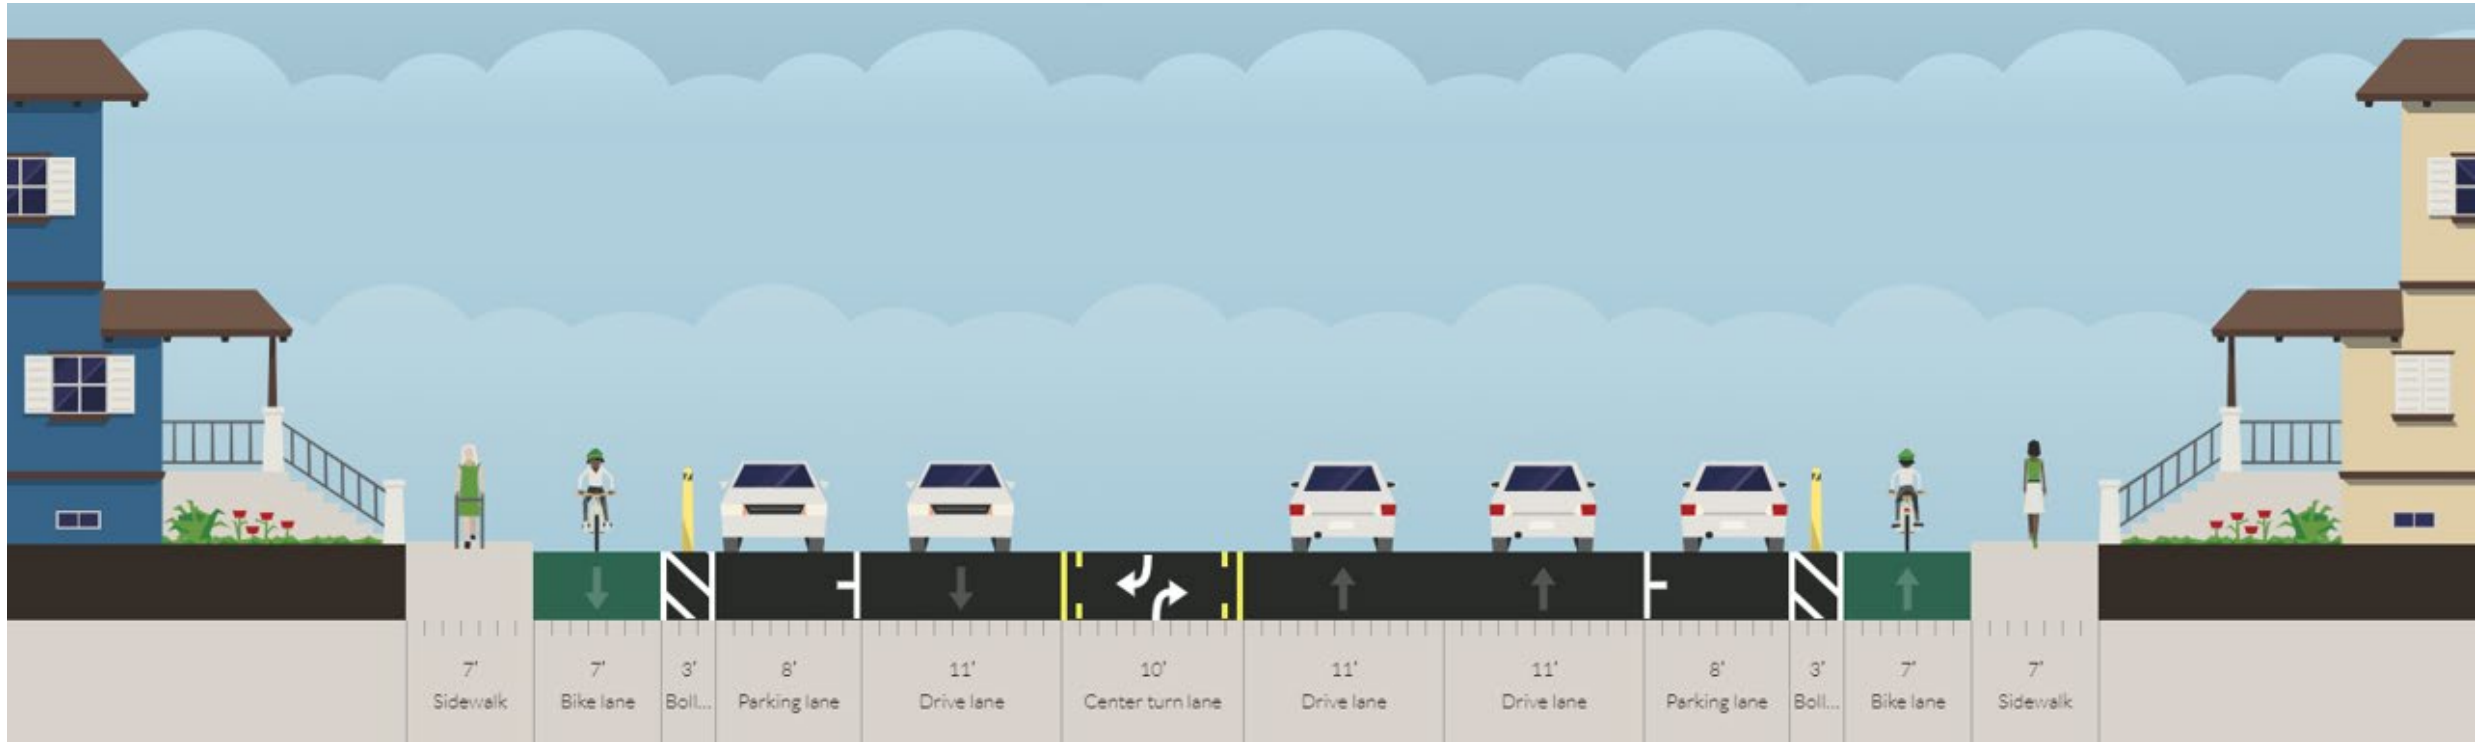 7' 7' 3' 8' 11' 10' 11' 11' 8' 3' 7' 7'
Sidewalk Bike lane Boll... Parking lane Drive lane Center turn lane Drive lane Drive lane Parking lane Boll... Bike lane Sidewalk